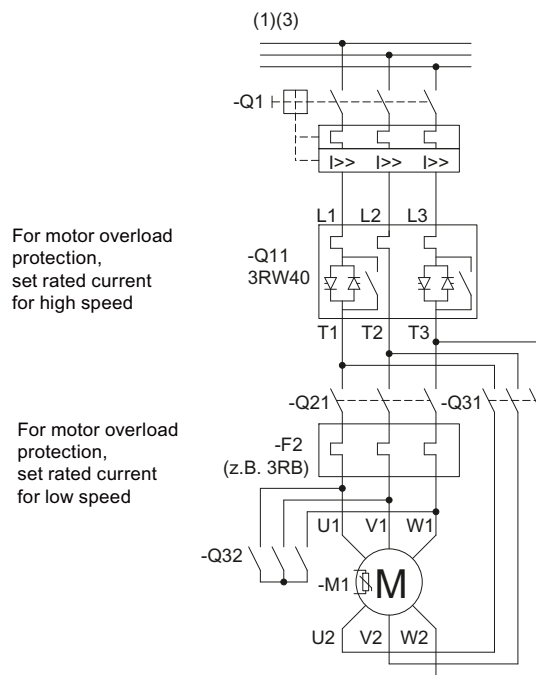 (1)(3)
-Q1
I>> I>> I>>
L1 L2 L3
For motor overload
protection,
set rated current
for high speed
-Q11
3RW40
T1 T2 T3
-Q21
-Q31
For motor overload
protection,
set rated current
for low speed
-F2
(z.B. 3RB)
U1 V1 W1
-Q32
-M1
M
U2 V2 W2